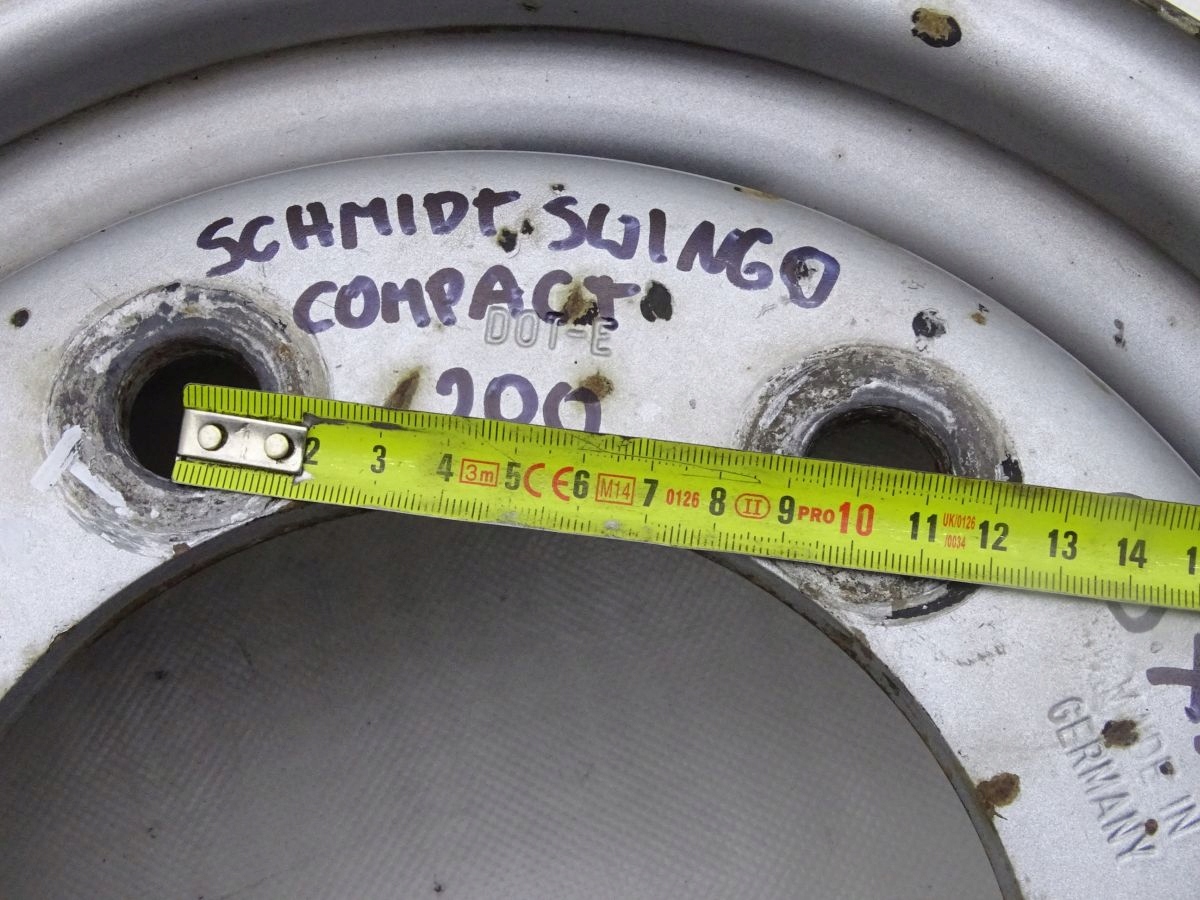 SCHMIDT SWINGO
COMPACT
DOT-E
200
2 3 4 3m 5 CE 6 M14 7 0126 8 II 9 PRO 10 11 UK/0126 /0034 12 13 14
MADE IN
GERMANY